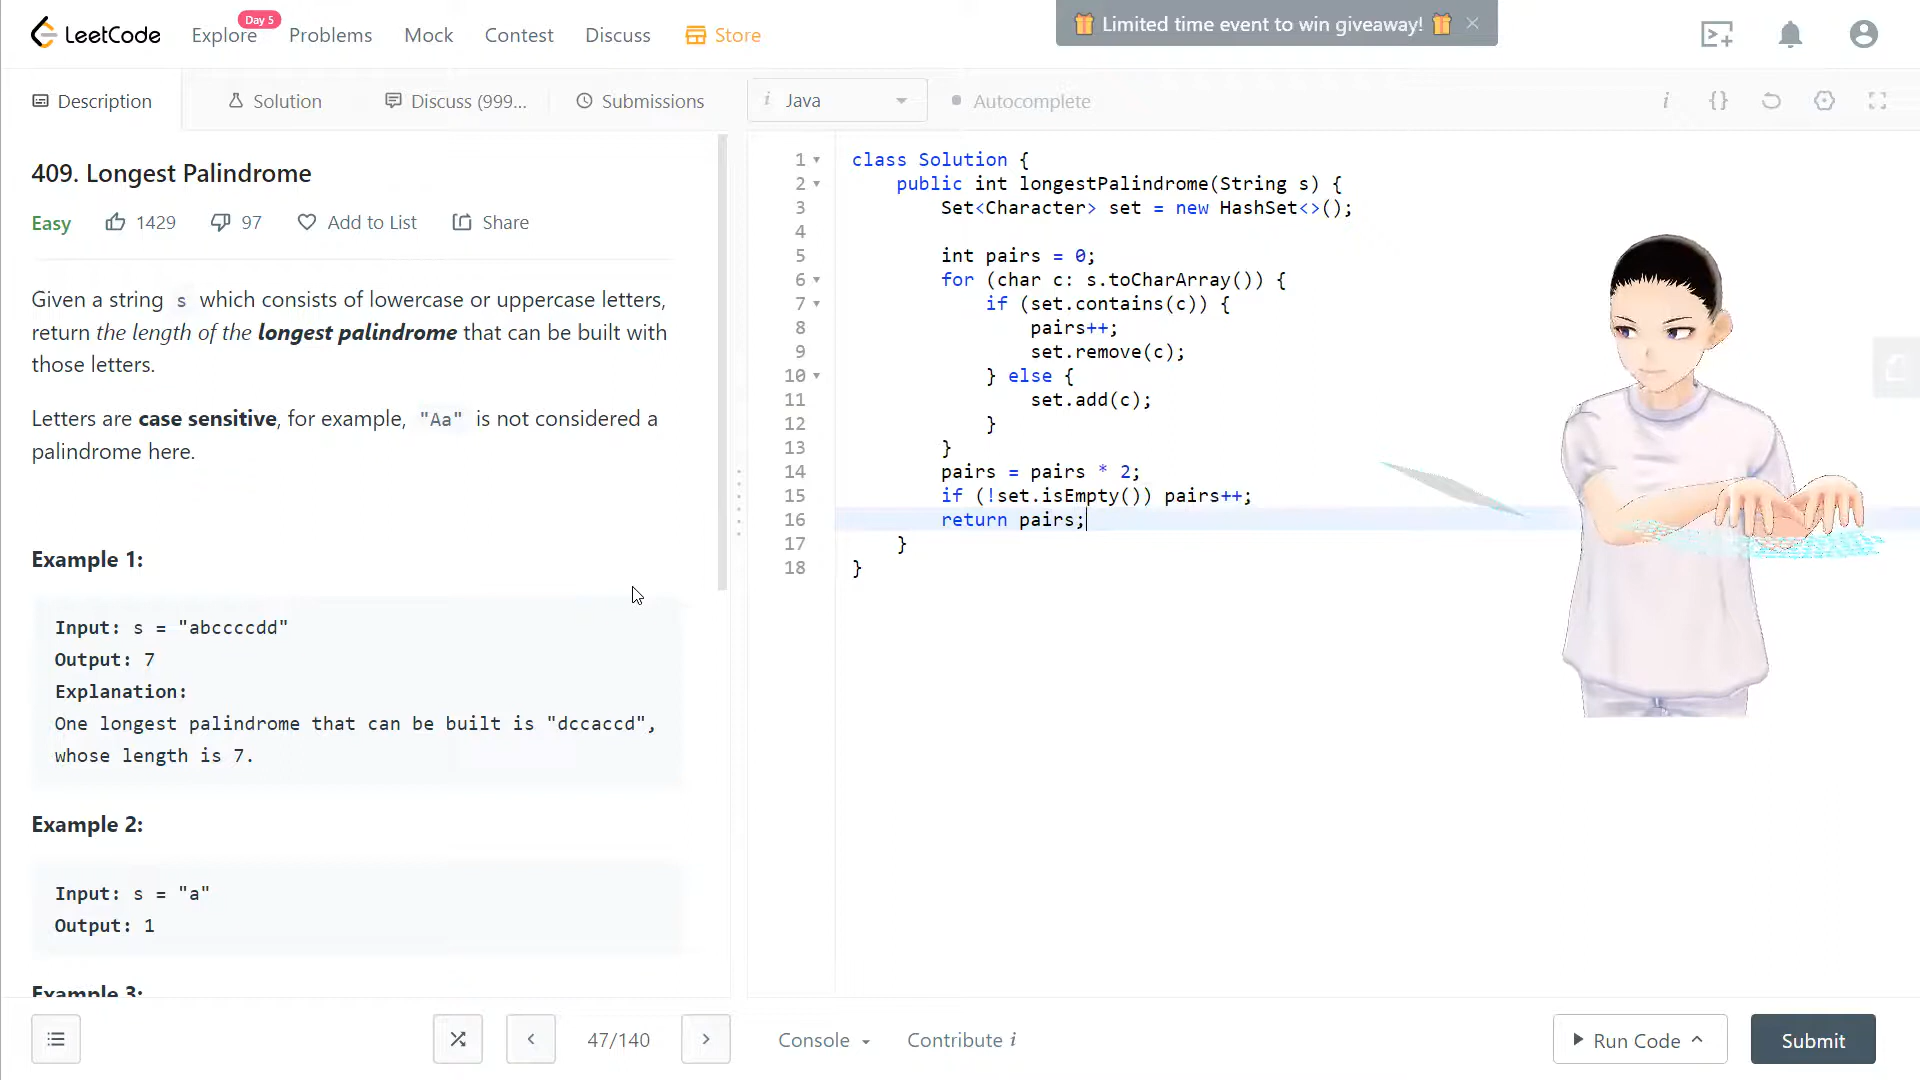 LeetCode
Explore
Day 5
Problems
Mock
Contest
Discuss
Store
Limited time event to win giveaway!
Description
Solution
Discuss (999...
Submissions
i Java
Autocomplete
i
{}
409. Longest Palindrome
Easy
1429
97
Add to List
Share
Given a string s which consists of lowercase or uppercase letters,
return the length of the longest palindrome that can be built with
those letters.
Letters are case sensitive, for example, "Aa" is not considered a
palindrome here.
Example 1:
Input: s = "abccccdd"
Output: 7
Explanation:
One longest palindrome that can be built is "dccaccd",
whose length is 7.
Example 2:
Input: s = "a"
Output: 1
Example 3:
1 class Solution {
2     public int longestPalindrome(String s) {
3         Set<Character> set = new HashSet<>();
4
5         int pairs = 0;
6         for (char c: s.toCharArray()) {
7             if (set.contains(c)) {
8                 pairs++;
9                 set.remove(c);
10             } else {
11                 set.add(c);
12             }
13         }
14         pairs = pairs * 2;
15         if (!set.isEmpty()) pairs++;
16         return pairs;
17     }
18 }
47/140
Console
Contribute i
Run Code
Submit